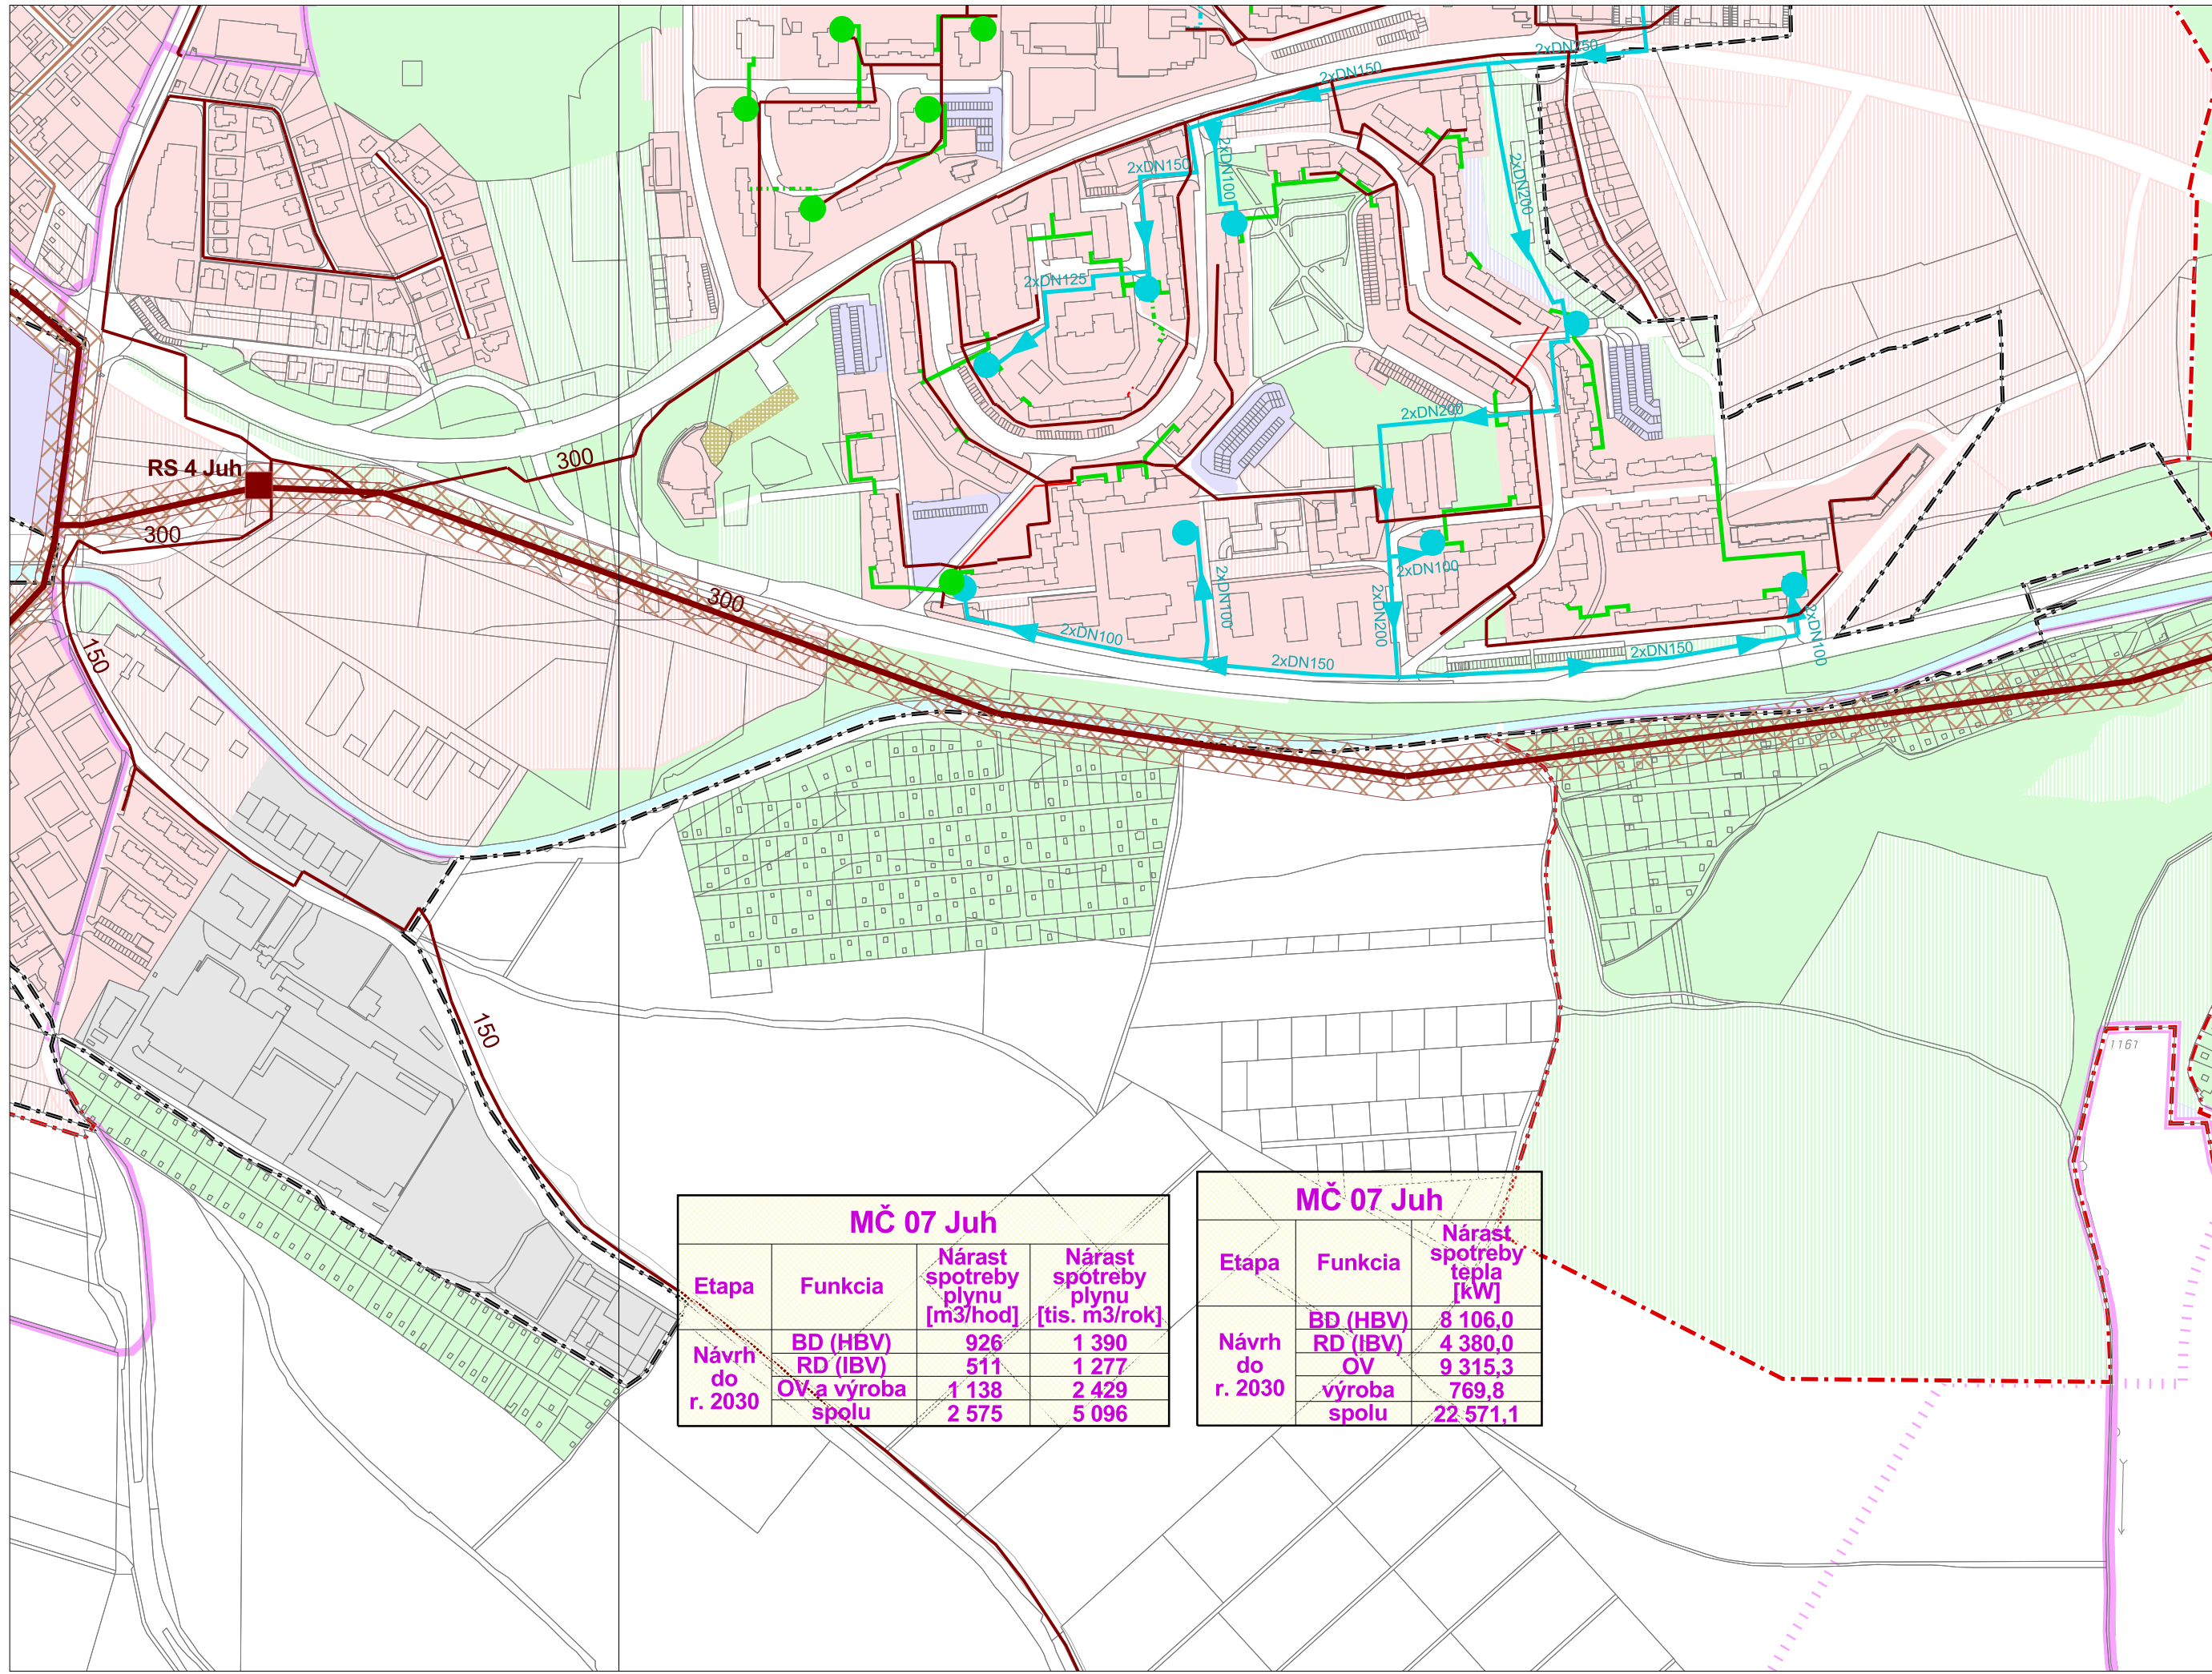 2xDN250
2xDN150
2xDN150
2xDN100
2xDN200
2xDN125
2xDN200
RS 4 Juh
300
300
300
2xDN100
2xDN100
2xDN200
2xDN100
2xDN150
2xDN150
2xDN100
150
150
1161
MČ 07 Juh
Etapa
Funkcia
Nárast
spotreby
plynu
[m3/hod]
Nárast
spotreby
plynu
[tis. m3/rok]
Návrh
do
r. 2030
BD (HBV) 926 1 390
RD (IBV) 511 1 277
OV a výroba 1 138 2 429
spolu 2 575 5 096
MČ 07 Juh
Etapa
Funkcia
Nárast
spotreby
tepla
[kW]
Návrh
do
r. 2030
BD (HBV) 8 106,0
RD (IBV) 4 380,0
OV 9 315,3
výroba 769,8
spolu 22 571,1